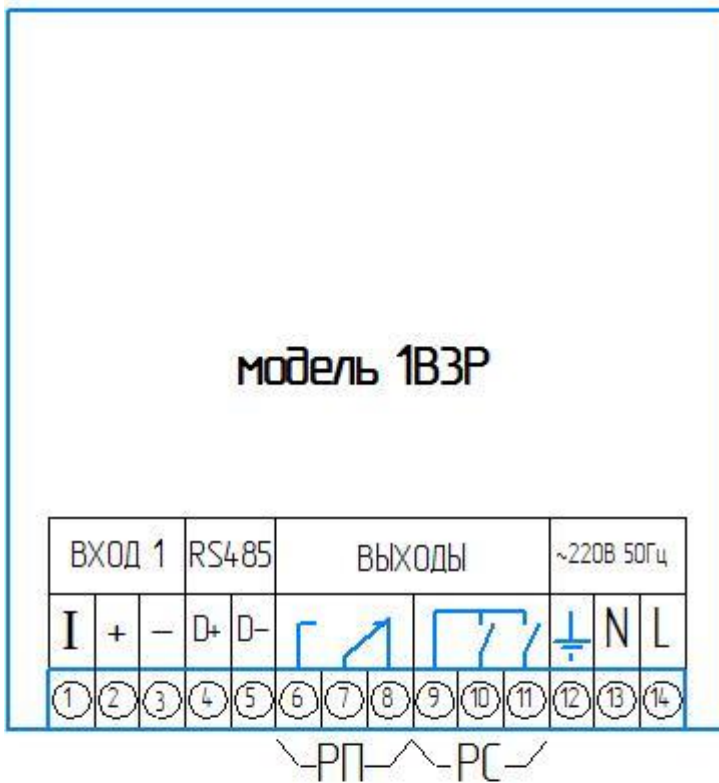 модель 1В3Р
ВХОД 1 RS485 ВЫХОДЫ ~220В 50Гц
I + − D+ D− N L
1 2 3 4 5 6 7 8 9 10 11 12 13 14
РП РС